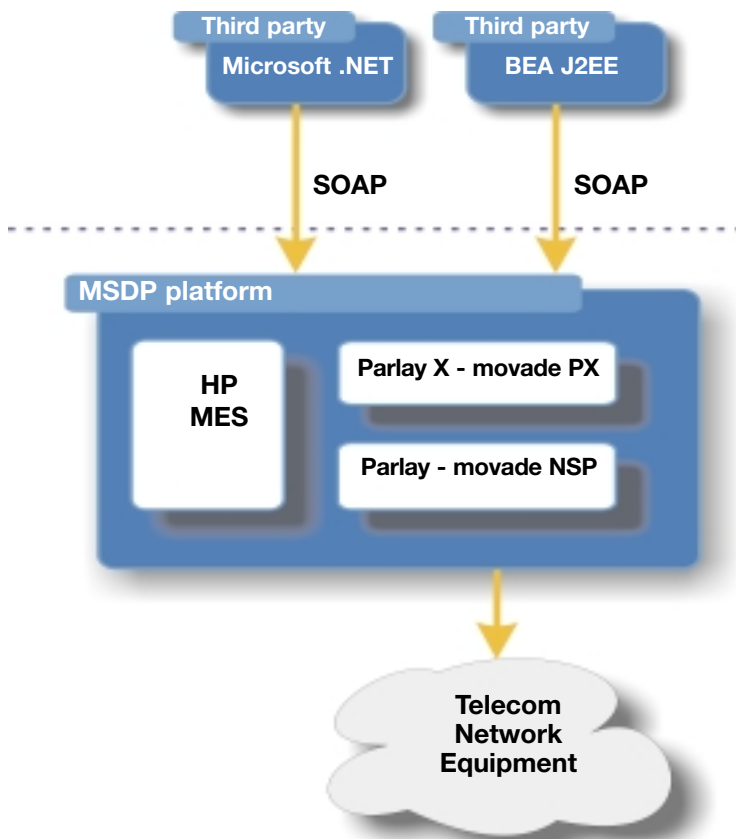 Third party
Microsoft .NET
Third party
BEA J2EE
SOAP
SOAP
MSDP platform
HP
MES
Parlay X - movade PX
Parlay - movade NSP
Telecom
Network
Equipment